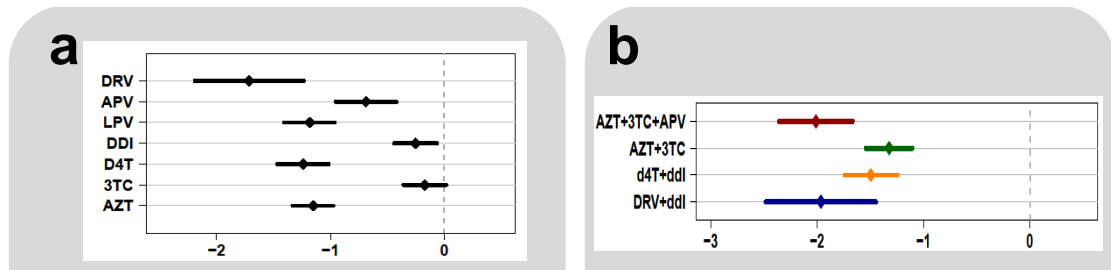 a
DRV
APV
LPV
DDI
D4T
3TC
AZT
−2 −1 0
b
AZT+3TC+APV
AZT+3TC
d4T+ddI
DRV+ddI
−3 −2 −1 0